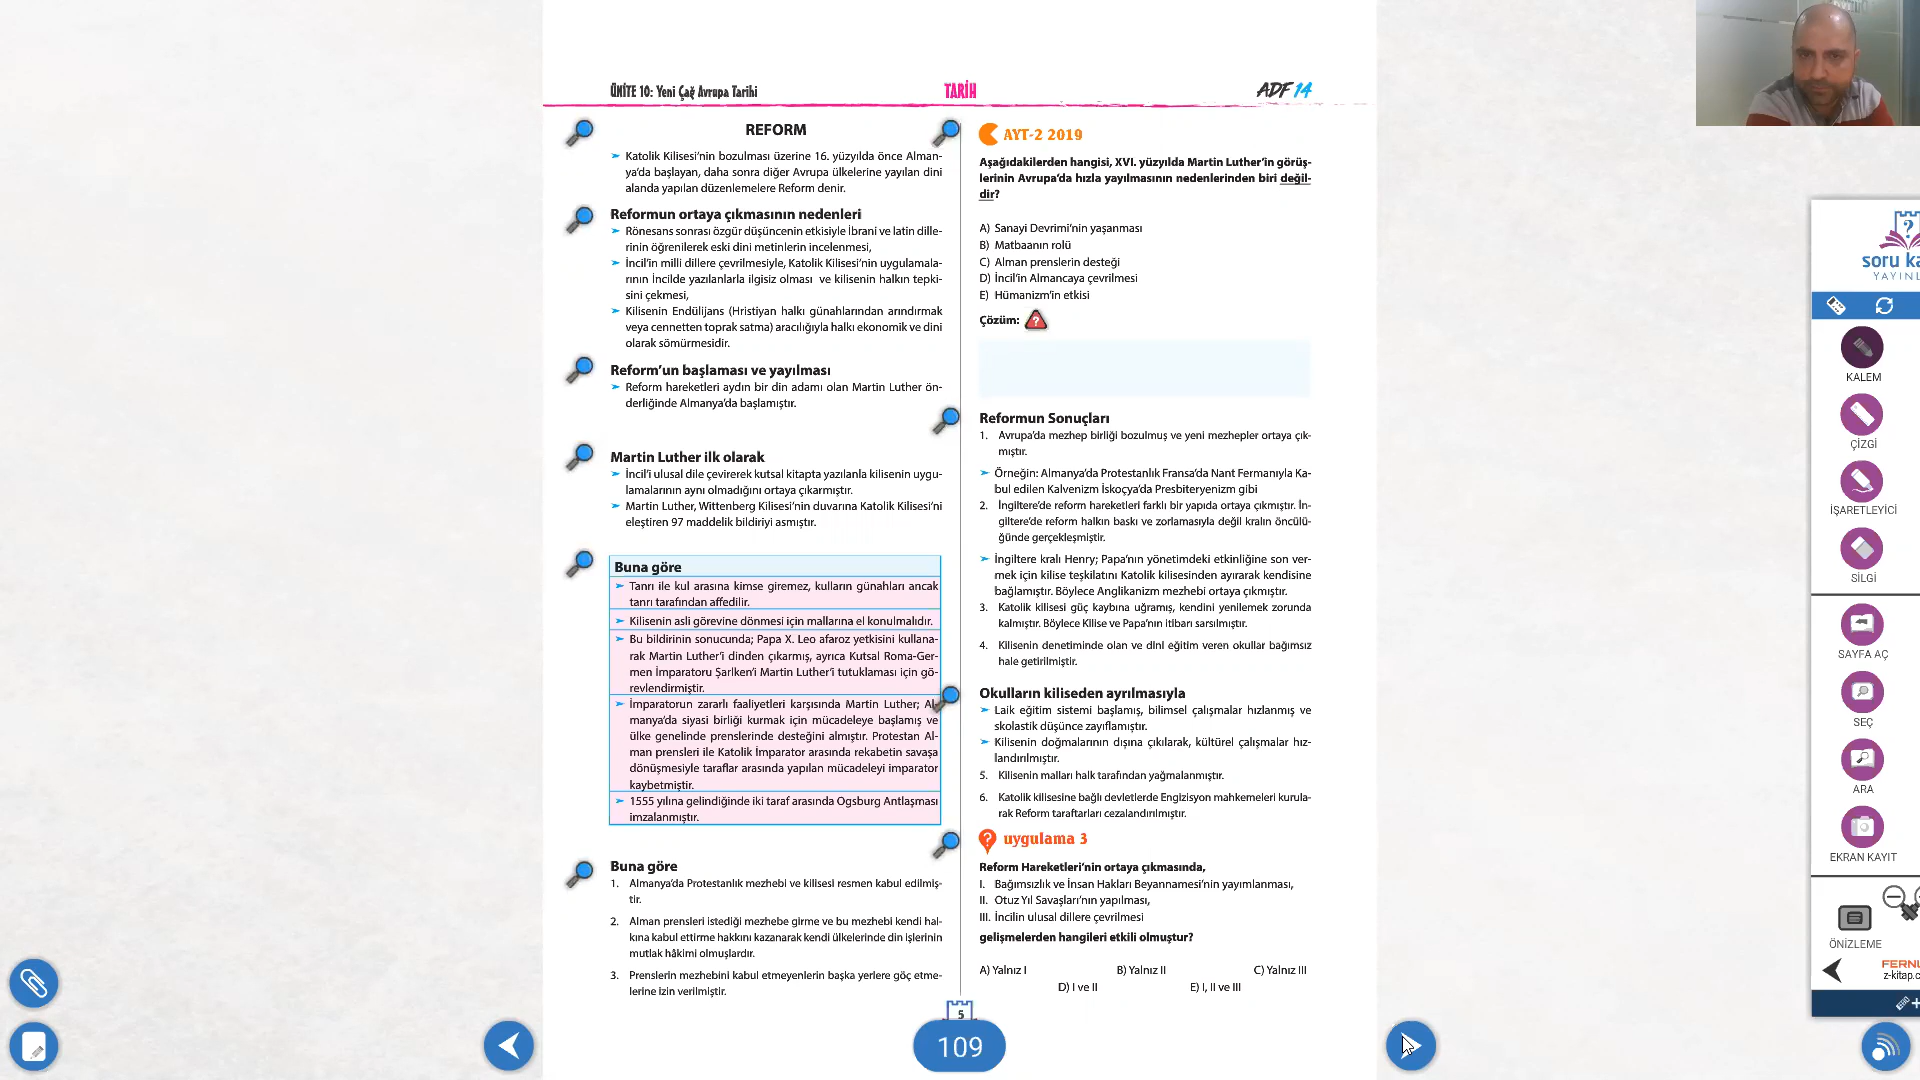 ÜNİTE 10: Yeni Çağ Avrupa Tarihi
TARİH
ADF 14
REFORM
➢ Katolik Kilisesi'nin bozulması üzerine 16. yüzyılda önce Alman-
ya'da başlayan, daha sonra diğer Avrupa ülkelerine yayılan dini
alanda yapılan düzenlemelere Reform denir.
Reformun ortaya çıkmasının nedenleri
➢ Rönesans sonrası özgür düşüncenin etkisiyle İbrani ve latin dille-
rinin öğrenilerek eski dini metinlerin incelenmesi,
➢ İncil'in milli dillere çevrilmesiyle, Katolik Kilisesi'nin uygulamala-
rının İncilde yazılanlarla ilgisiz olması ve kilisenin halkın tepki-
sini çekmesi,
➢ Kilisenin Endülijans (Hristiyan halkı günahlarından arındırmak
veya cennetten toprak satma) aracılığıyla halkı ekonomik ve dini
olarak sömürmesidir.
Reform'un başlaması ve yayılması
➢ Reform hareketleri aydın bir din adamı olan Martin Luther ön-
derliğinde Almanya'da başlamıştır.
Martin Luther ilk olarak
➢ İncil'i ulusal dile çevirerek kutsal kitapta yazılanla kilisenin uygu-
lamalarının aynı olmadığını ortaya çıkarmıştır.
➢ Martin Luther, Wittenberg Kilisesi'nin duvarına Katolik Kilisesi'ni
eleştiren 97 maddelik bildiriyi asmıştır.
Buna göre
➢ Tanrı ile kul arasına kimse giremez, kulların günahları ancak
tanrı tarafından affedilir.
➢ Kilisenin asli görevine dönmesi için mallarına el konulmalıdır.
➢ Bu bildirinin sonucunda; Papa X. Leo afaroz yetkisini kullana-
rak Martin Luther'i dinden çıkarmış, ayrıca Kutsal Roma-Ger-
men İmparatoru Şarlken'i Martin Luther'i tutuklaması için gö-
revlendirmiştir.
➢ İmparatorun zararlı faaliyetleri karşısında Martin Luther; Al-
manya'da siyasi birliği kurmak için mücadeleye başlamış ve
ülke genelinde prenslerinde desteğini almıştır. Protestan Al-
man prensleri ile Katolik İmparator arasında rekabetin savaşa
dönüşmesiyle taraflar arasında yapılan mücadeleyi imparator
kaybetmiştir.
➢ 1555 yılına gelindiğinde iki taraf arasında Ogsburg Antlaşması
imzalanmıştır.
Buna göre
1. Almanya'da Protestanlık mezhebi ve kilisesi resmen kabul edilmiş-
tir.
2. Alman prensleri istediği mezhebe girme ve bu mezhebi kendi hal-
kına kabul ettirme hakkını kazanarak kendi ülkelerinde din işlerinin
mutlak hâkimi olmuşlardır.
3. Prenslerin mezhebini kabul etmeyenlerin başka yerlere göç etme-
lerine izin verilmiştir.
AYT-2 2019
Aşağıdakilerden hangisi, XVI. yüzyılda Martin Luther'in görüş-
lerinin Avrupa'da hızla yayılmasının nedenlerinden biri değil-
dir?
A) Sanayi Devrimi'nin yaşanması
B) Matbaanın rolü
C) Alman prenslerin desteği
D) İncil'in Almancaya çevrilmesi
E) Hümanizm'in etkisi
Çözüm: ?
Reformun Sonuçları
1. Avrupa'da mezhep birliği bozulmuş ve yeni mezhepler ortaya çık-
mıştır.
➢ Örneğin: Almanya'da Protestanlık Fransa'da Nant Fermanıyla Ka-
bul edilen Kalvenizm İskoçya'da Presbiteryenizm gibi
2. İngiltere'de reform hareketleri farklı bir yapıda ortaya çıkmıştır. İn-
giltere'de reform halkın baskı ve zorlamasıyla değil kralın öncülü-
ğünde gerçekleşmiştir.
➢ İngiltere kralı Henry; Papa'nın yönetimdeki etkinliğine son ver-
mek için kilise teşkilatını Katolik kilisesinden ayırarak kendisine
bağlamıştır. Böylece Anglikanizm mezhebi ortaya çıkmıştır.
3. Katolik kilisesi güç kaybına uğramış, kendini yenilemek zorunda
kalmıştır. Böylece Kilise ve Papa'nın itibarı sarsılmıştır.
4. Kilisenin denetiminde olan ve dini eğitim veren okullar bağımsız
hale getirilmiştir.
Okulların kiliseden ayrılmasıyla
➢ Laik eğitim sistemi başlamış, bilimsel çalışmalar hızlanmış ve
skolastik düşünce zayıflamıştır.
➢ Kilisenin doğmalarının dışına çıkılarak, kültürel çalışmalar hız-
landırılmıştır.
5. Kilisenin malları halk tarafından yağmalanmıştır.
6. Katolik kilisesine bağlı devletlerde Engizisyon mahkemeleri kurula-
rak Reform taraftarları cezalandırılmıştır.
uygulama 3
Reform Hareketleri'nin ortaya çıkmasında,
I. Bağımsızlık ve İnsan Hakları Beyannamesi'nin yayımlanması,
II. Otuz Yıl Savaşları'nın yapılması,
III. İncilin ulusal dillere çevrilmesi
gelişmelerden hangileri etkili olmuştur?
A) Yalnız I B) Yalnız II C) Yalnız III
D) I ve II E) I, II ve III
5
109
soru ka
YAYINL
KALEM
ÇİZGİ
İŞARETLEYİCİ
SİLGİ
SAYFA AÇ
SEÇ
ARA
EKRAN KAYIT
ÖNİZLEME
FERNU
z-kitap.c